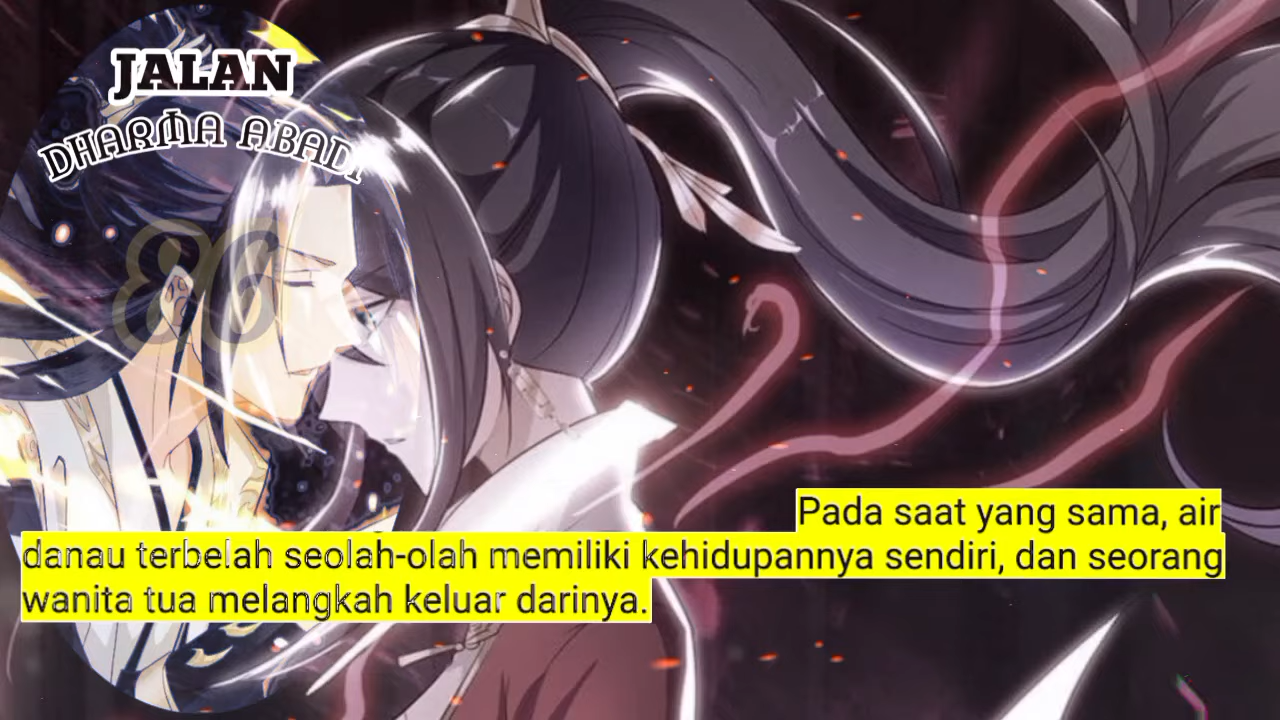 JALAN
DHARMA ABADI
86
Pada saat yang sama, air
danau terbelah seolah-olah memiliki kehidupannya sendiri, dan seorang
wanita tua melangkah keluar darinya.